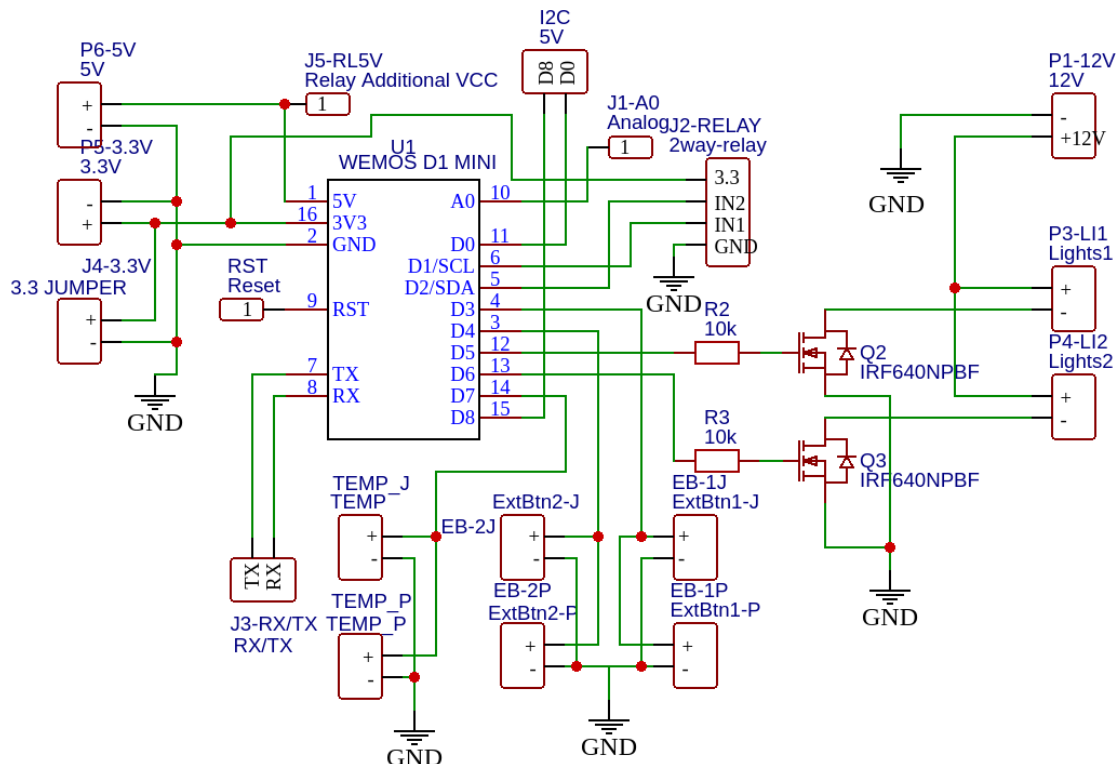 P6-5V
5V
+
-
J5-RL5V
Relay Additional VCC
1
I2C
5V
D8
D0
J1-A0
Analog
1
J2-RELAY
2way-relay
3.3
IN2
IN1
GND
GND
P1-12V
12V
-
+12V
GND
P5-3.3V
3.3V
-
+
J4-3.3V
3.3 JUMPER
+
-
GND
RST
Reset
1
U1
WEMOS D1 MINI
1 5V
16 3V3
2 GND
9 RST
7 TX
8 RX
A0 10
D0 11
D1/SCL 6
D2/SDA 5
D3 4
D4 3
D5 12
D6 13
D7 14
D8 15
R2
10k
Q2
IRF640NPBF
R3
10k
Q3
IRF640NPBF
P3-LI1
Lights1
+
-
P4-LI2
Lights2
+
-
GND
TX
RX
J3-RX/TX
RX/TX
TEMP_J
TEMP
+
-
TEMP_P
TEMP_P
+
-
GND
EB-2J
ExtBtn2-J
+
-
EB-2P
ExtBtn2-P
+
-
EB-1J
ExtBtn1-J
+
-
EB-1P
ExtBtn1-P
+
-
GND